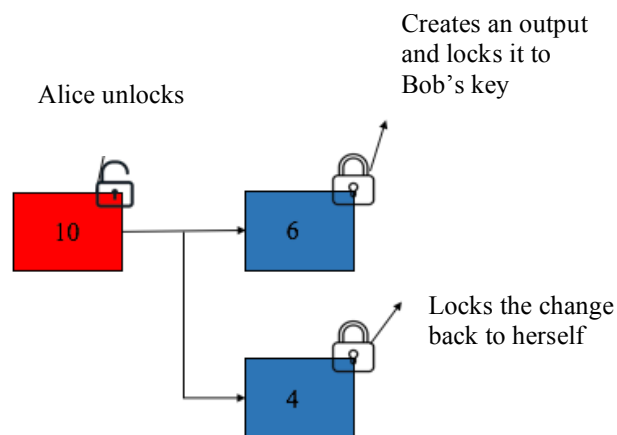 Creates an output
and locks it to
Bob’s key
Alice unlocks
10
6
Locks the change
back to herself
4